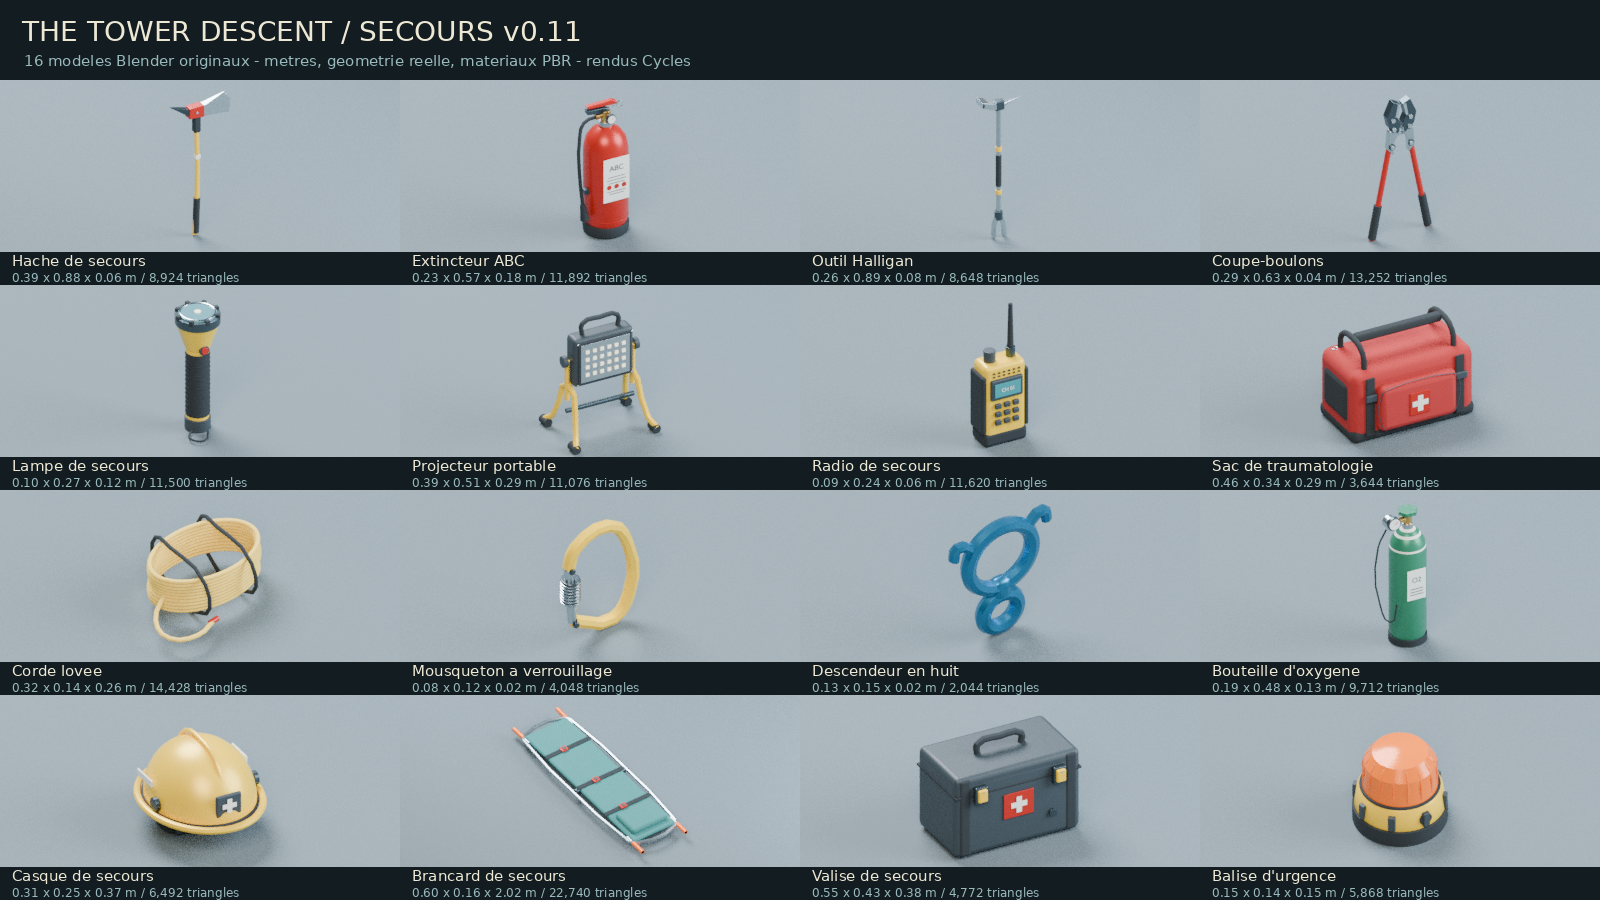 THE TOWER DESCENT / SECOURS v0.11
16 modeles Blender originaux - metres, geometrie reelle, materiaux PBR - rendus Cycles
ABC
Hache de secours
0.39 x 0.88 x 0.06 m / 8,924 triangles
Extincteur ABC
0.23 x 0.57 x 0.18 m / 11,892 triangles
Outil Halligan
0.26 x 0.89 x 0.08 m / 8,648 triangles
Coupe-boulons
0.29 x 0.63 x 0.04 m / 13,252 triangles
Lampe de secours
0.10 x 0.27 x 0.12 m / 11,500 triangles
Projecteur portable
0.39 x 0.51 x 0.29 m / 11,076 triangles
Radio de secours
0.09 x 0.24 x 0.06 m / 11,620 triangles
Sac de traumatologie
0.46 x 0.34 x 0.29 m / 3,644 triangles
O2
Corde lovee
0.32 x 0.14 x 0.26 m / 14,428 triangles
Mousqueton a verrouillage
0.08 x 0.12 x 0.02 m / 4,048 triangles
Descendeur en huit
0.13 x 0.15 x 0.02 m / 2,044 triangles
Bouteille d'oxygene
0.19 x 0.48 x 0.13 m / 9,712 triangles
Casque de secours
0.31 x 0.25 x 0.37 m / 6,492 triangles
Brancard de secours
0.60 x 0.16 x 2.02 m / 22,740 triangles
Valise de secours
0.55 x 0.43 x 0.38 m / 4,772 triangles
Balise d'urgence
0.15 x 0.14 x 0.15 m / 5,868 triangles